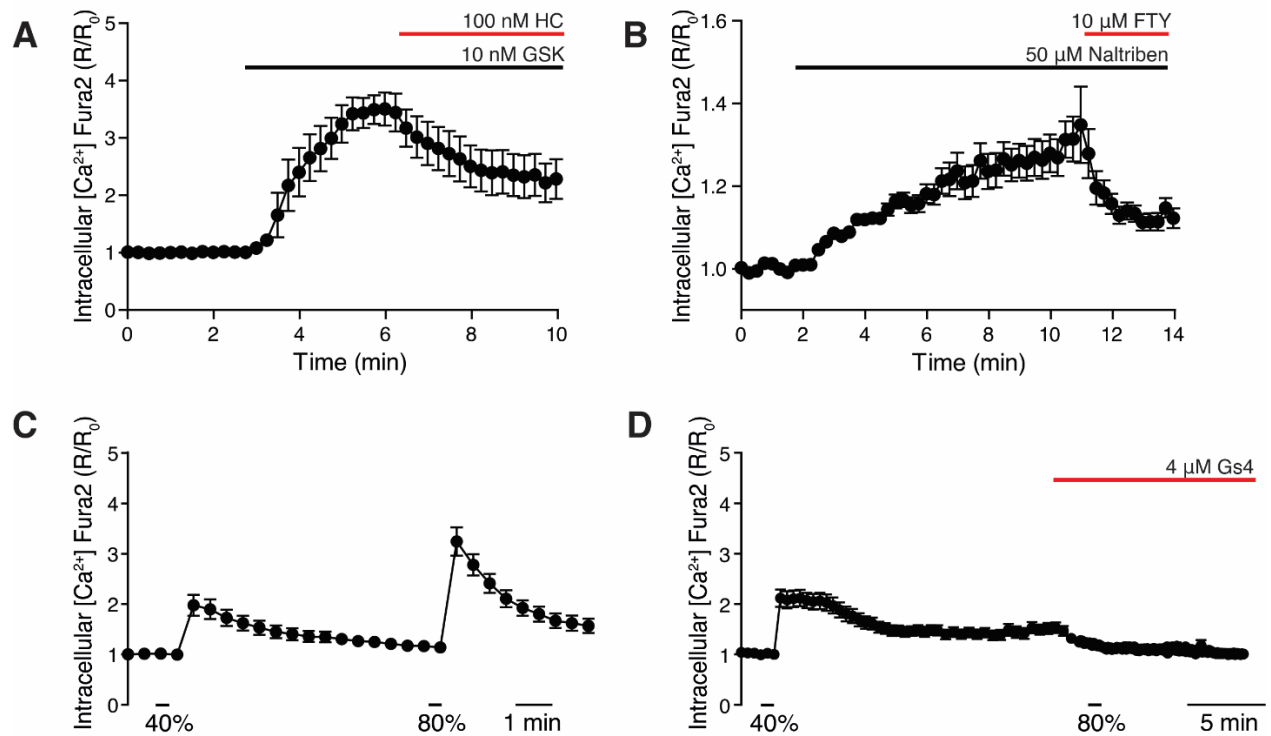 A
Intracellular [Ca²⁺] Fura2 (R/R₀)
5
4
3
2
1
0
100 nM HC
10 nM GSK
0 2 4 6 8 10
Time (min)
B
Intracellular [Ca²⁺] Fura2 (R/R₀)
1.6
1.4
1.2
1.0
10 µM FTY
50 µM Naltriben
0 2 4 6 8 10 12 14
Time (min)
C
Intracellular [Ca²⁺] Fura2 (R/R₀)
5
4
3
2
1
0
40% 80% 1 min
D
Intracellular [Ca²⁺] Fura2 (R/R₀)
5
4
3
2
1
0
4 µM Gs4
40% 80% 5 min